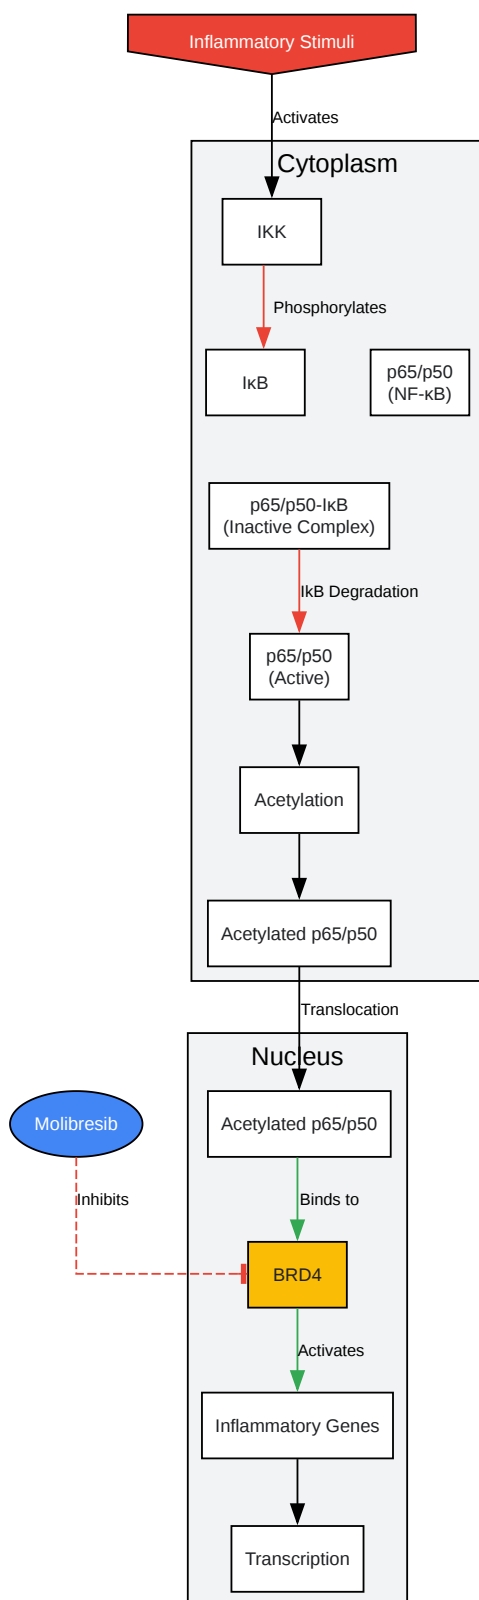 Inflammatory Stimuli
Activates
Cytoplasm
IKK
Phosphorylates
IκB
p65/p50
(NF-κB)
p65/p50-IκB
(Inactive Complex)
IkB Degradation
p65/p50
(Active)
Acetylation
Acetylated p65/p50
Translocation
Nucleus
Acetylated p65/p50
Molibresib
Inhibits
Binds to
BRD4
Activates
Inflammatory Genes
Transcription